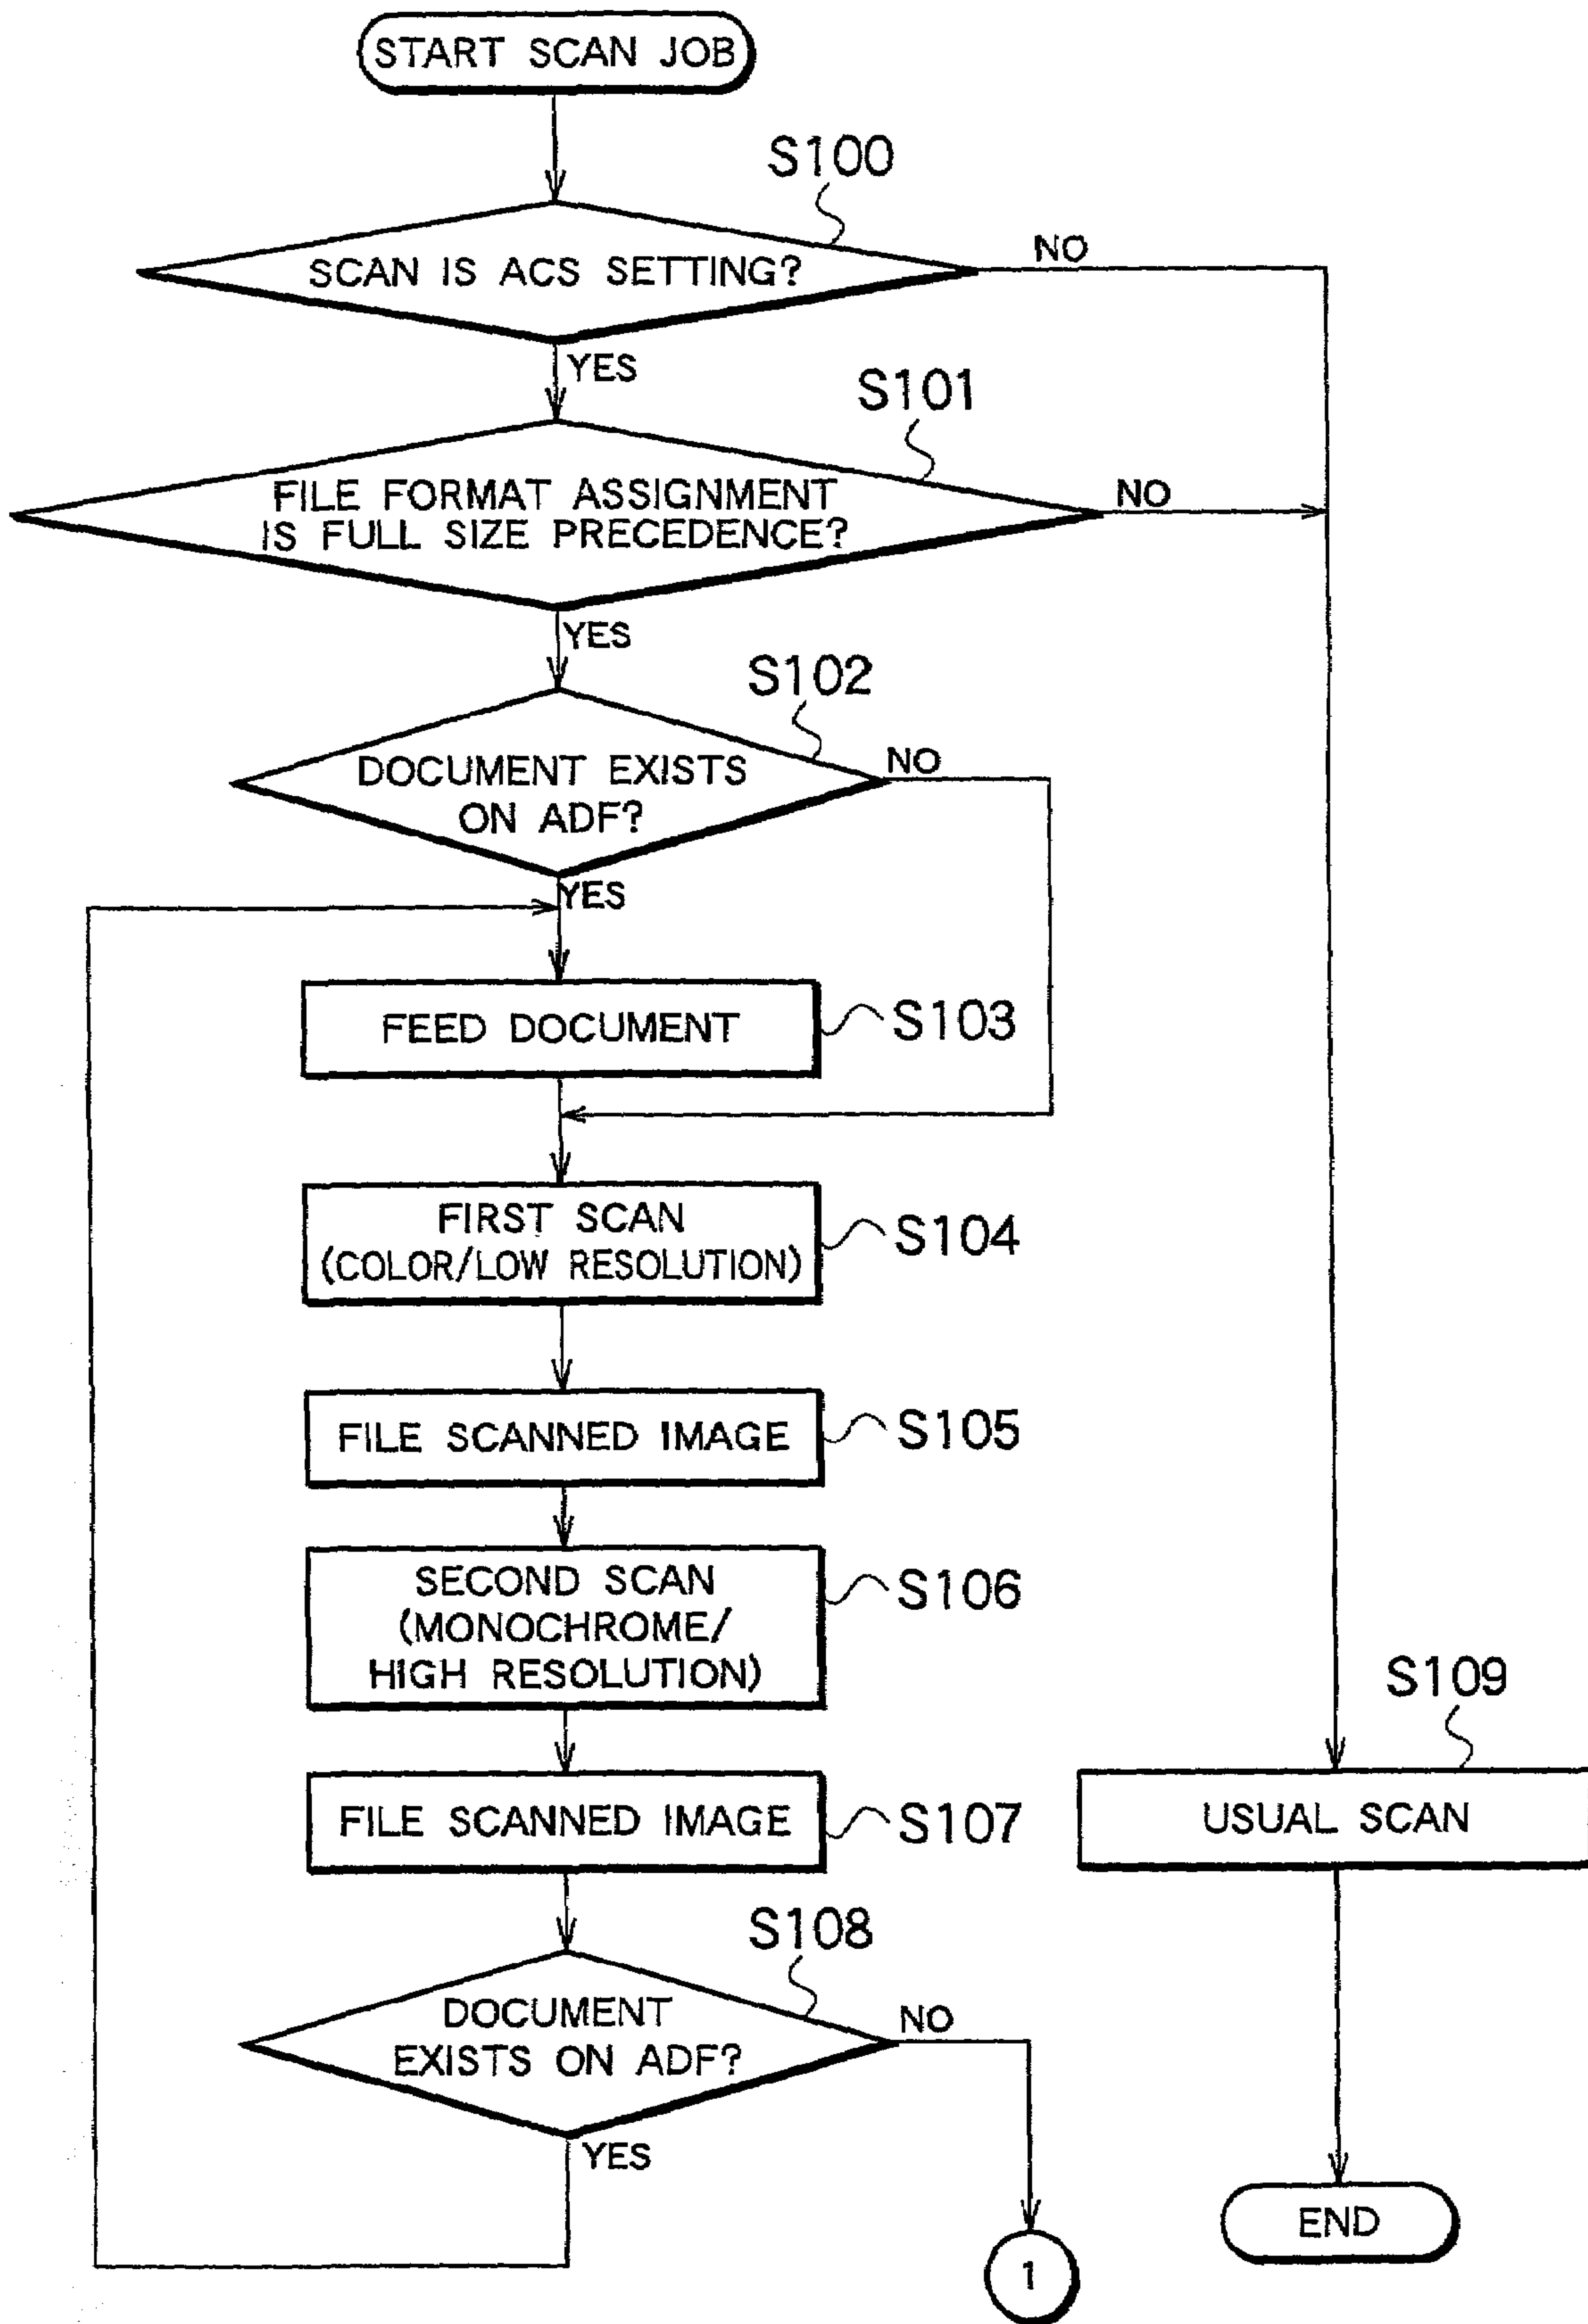 START SCAN JOB
S100
SCAN IS ACS SETTING?
NO
YES
S101
FILE FORMAT ASSIGNMENT
IS FULL SIZE PRECEDENCE?
NO
YES
S102
DOCUMENT EXISTS
ON ADF?
NO
YES
FEED DOCUMENT
S103
FIRST SCAN
(COLOR/LOW RESOLUTION)
S104
FILE SCANNED IMAGE
S105
SECOND SCAN
(MONOCHROME/
HIGH RESOLUTION)
S106
FILE SCANNED IMAGE
S107
S109
USUAL SCAN
S108
DOCUMENT
EXISTS ON ADF?
NO
YES
END
1